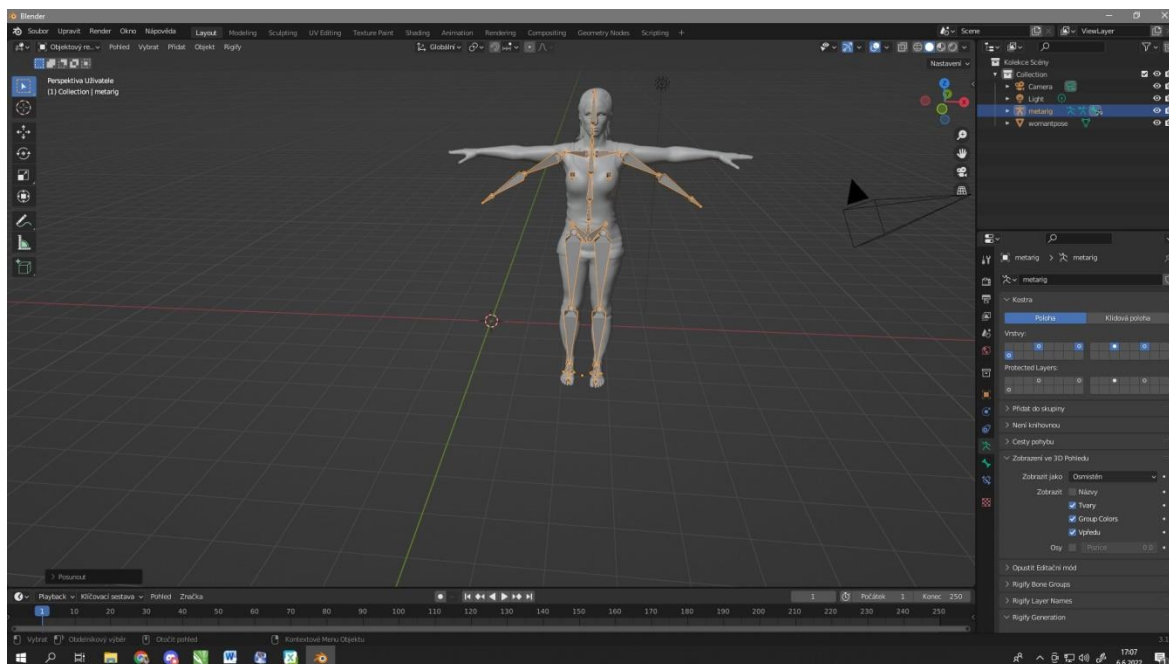 Blender
Soubor Upravit Render Okno Nápověda Layout Modeling Sculpting UV Editing Texture Paint Shading Animation Rendering Compositing Geometry Nodes Scripting + Scene ViewLayer
Objektový re... Pohled Vybrat Přidat Objekt Rigify Globální
Nastavení
Perspektiva Uživatele
(1) Collection | metarig
Kolekce Scény
Collection
Camera
Light
metarig
womantpose
metarig > metarig
metarig
Kostra
Poloha Klidová poloha
Vrstvy:
Protected Layers:
Přidat do skupiny
Není knihovnou
Cesty pohybu
Zobrazení ve 3D Pohledu
Zobrazit jako Osmistěn
Zobrazit Názvy
Tvary
Group Colors
Vpředu
Osy Pozice 0.0
Opustit Editační mód
Rigify Bone Groups
Rigify Layer Names
Rigify Generation
Posunout
Playback Klíčovací sestava Pohled Značka 1 Počátek 1 Konec 250
1 10 20 30 40 50 60 70 80 90 100 110 120 130 140 150 160 170 180 190 200 210 220 230 240 250
Vybrat Obdélníkový výběr Otočit pohled Kontextové Menu Objektu
17:07
6.6.2022